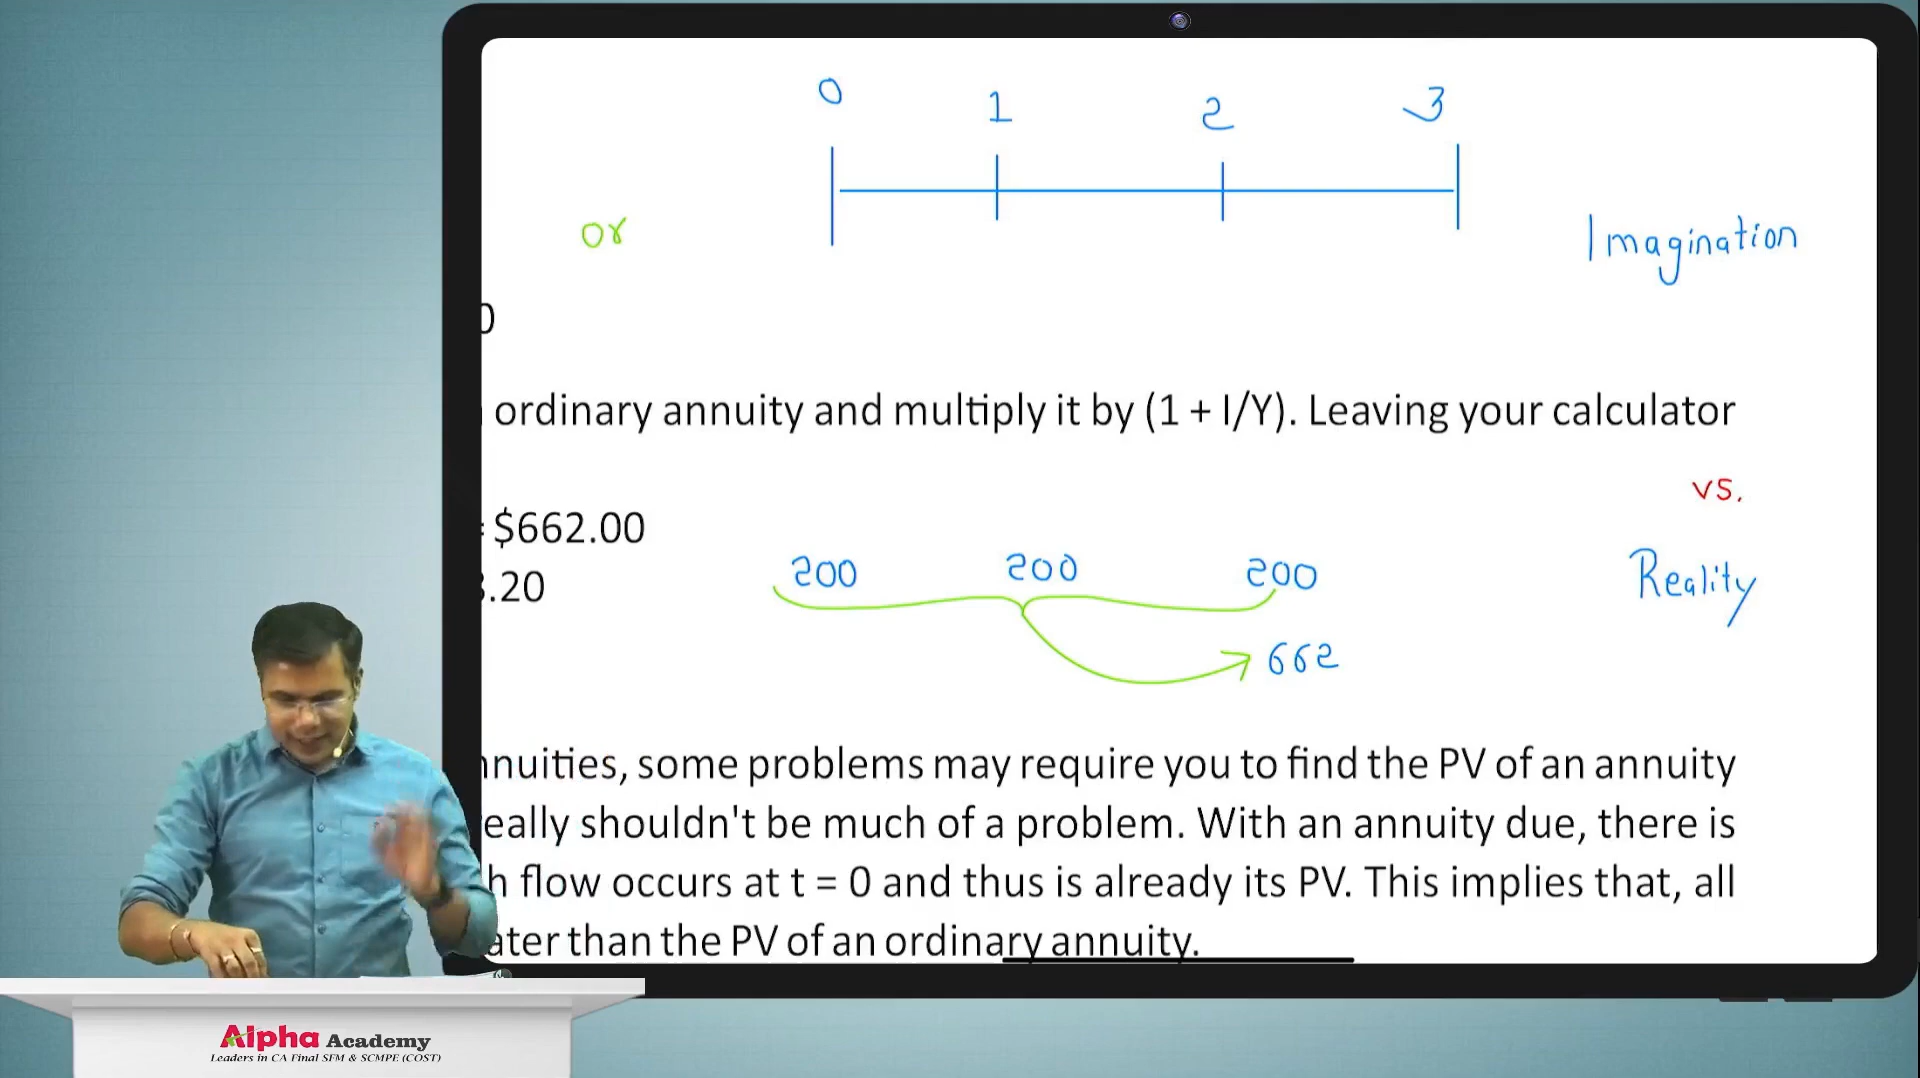 0 1 2 3
or
Imagination
0
ordinary annuity and multiply it by (1 + I/Y). Leaving your calculator
vs.
= $662.00
200 200 200
Reality
.20
662
nnuities, some problems may require you to find the PV of an annuity
eally shouldn't be much of a problem. With an annuity due, there is
h flow occurs at t = 0 and thus is already its PV. This implies that, all
ater than the PV of an ordinary annuity.
Alpha Academy
Leaders in CA Final SFM & SCMPE (COST)